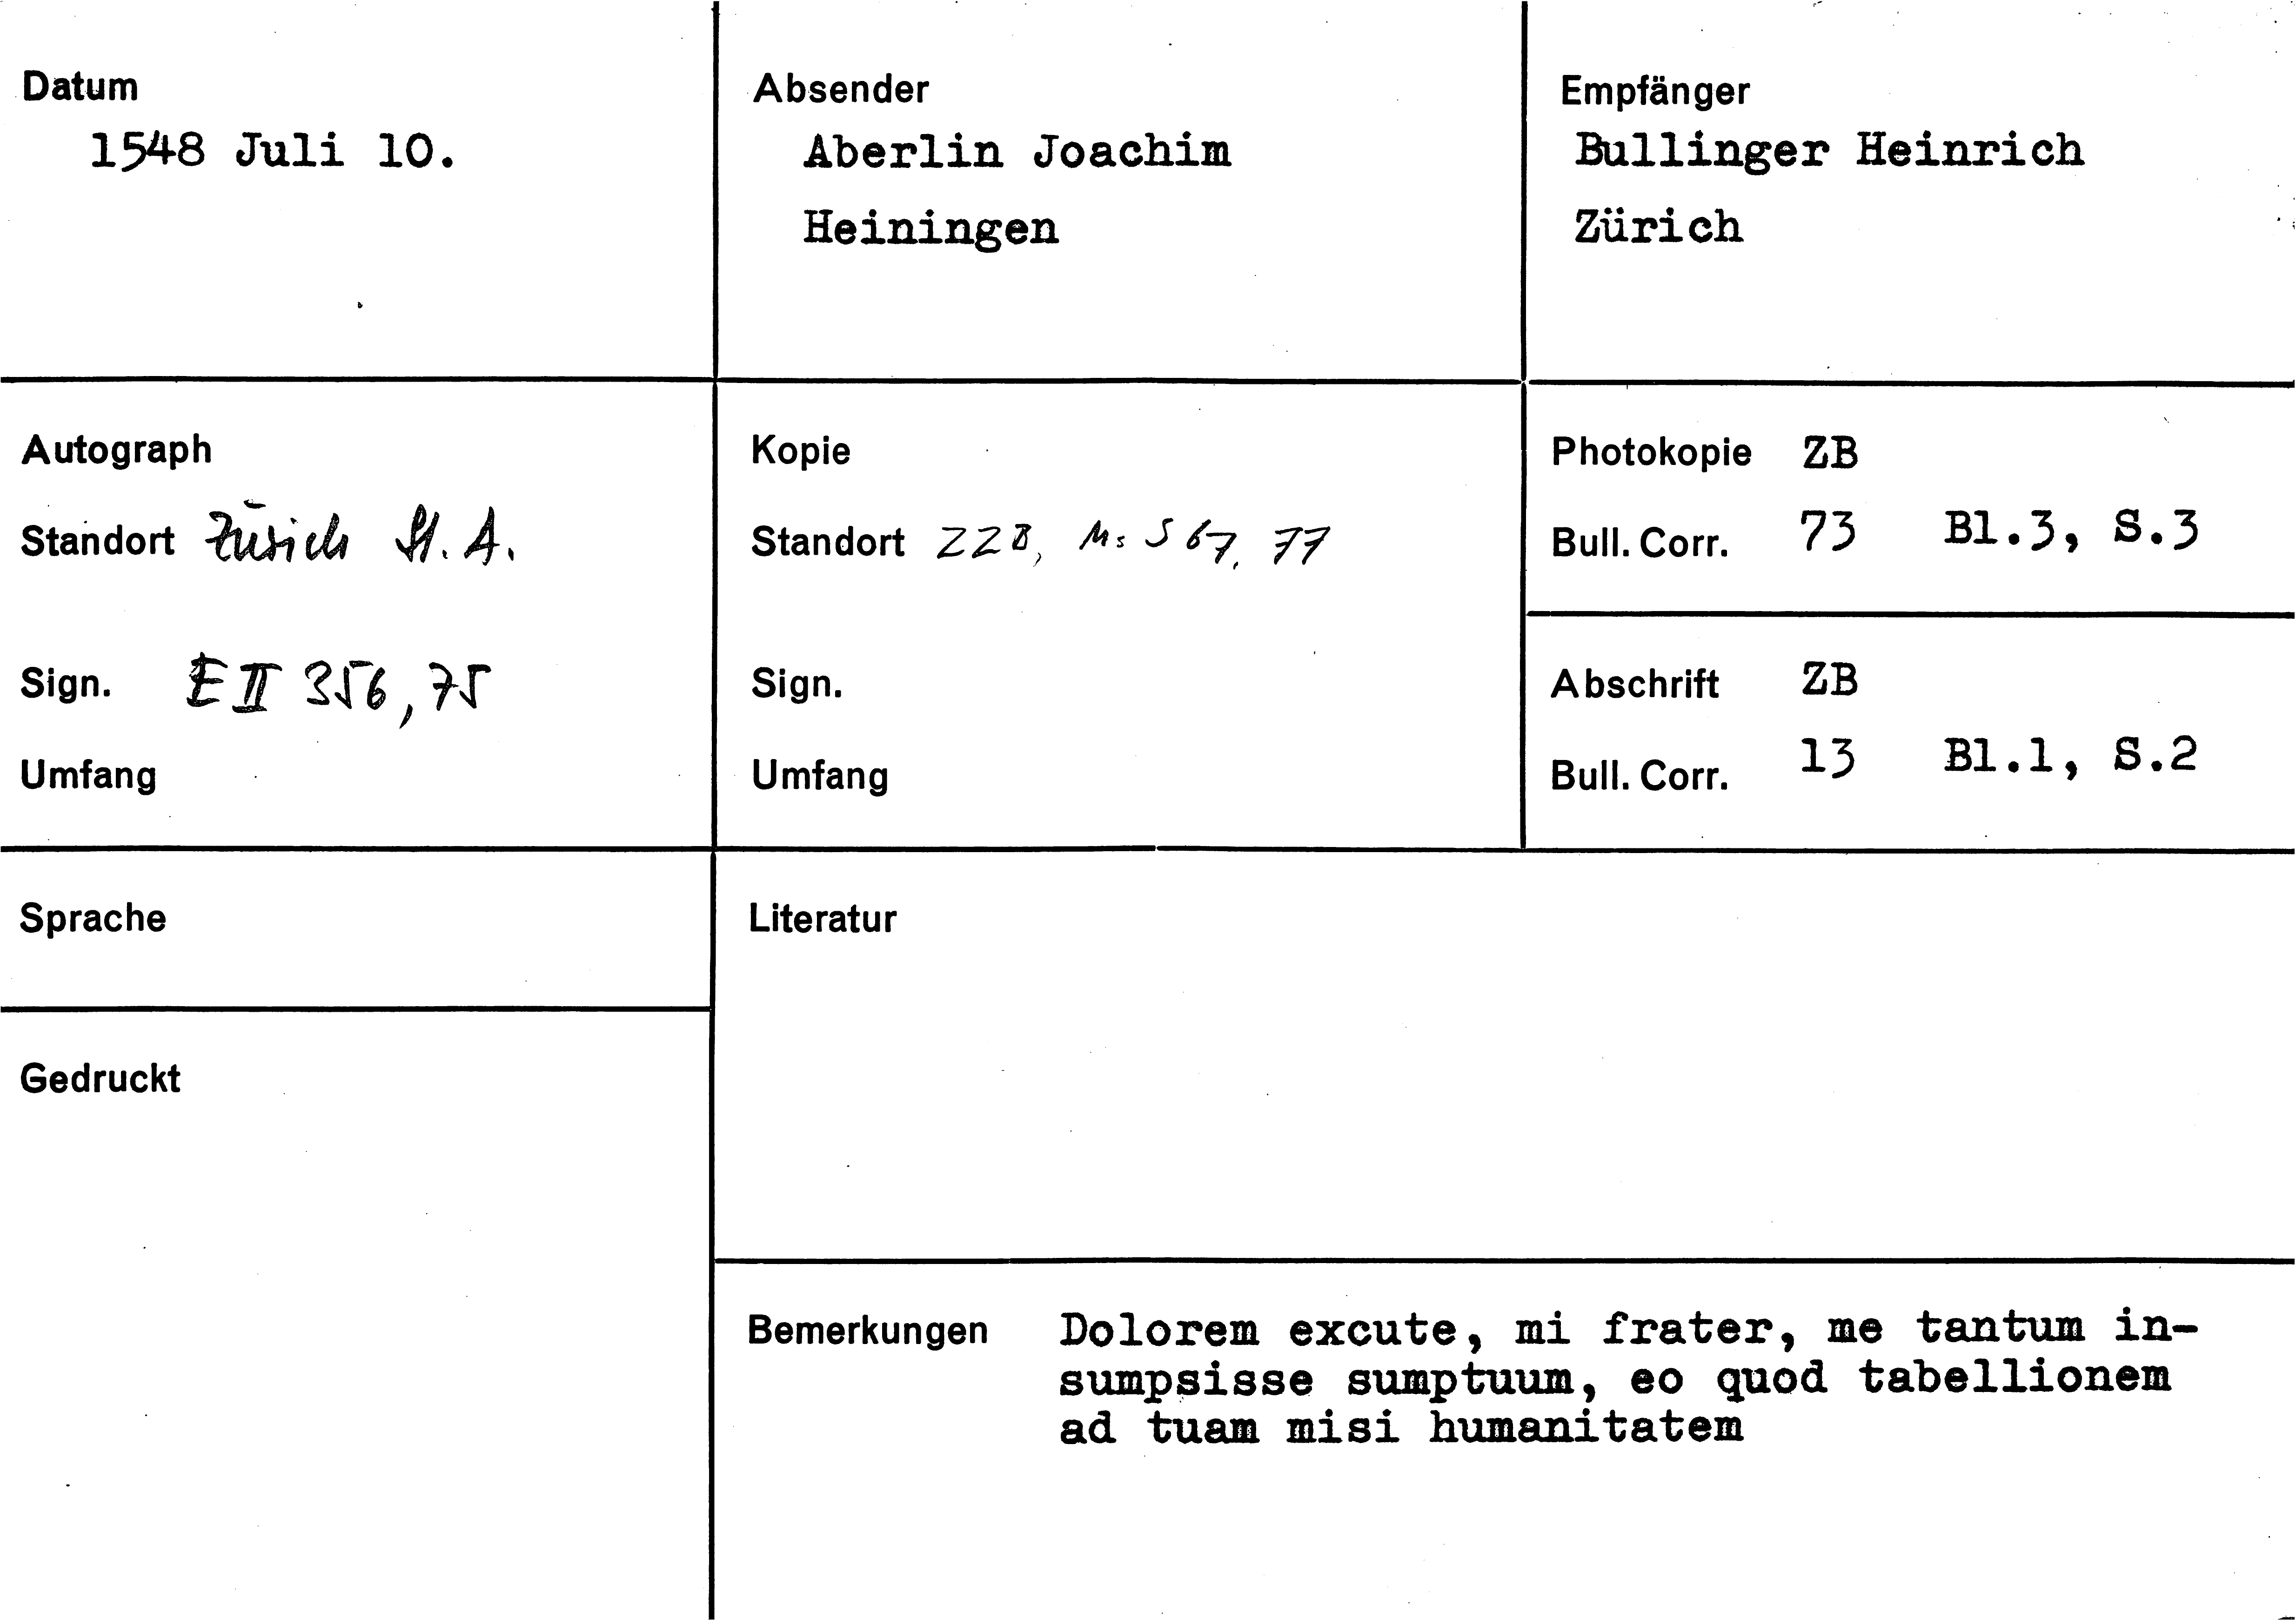 Datum
1548 Juli 10.
Absender
Aberlin Joachim
Heiningen
Empfänger
Bullinger Heinrich
Zürich
Autograph
Standort Zürich St. A.
Sign. E II 356, 75
Umfang
Kopie
Standort ZZB, Ms S 67, 77
Sign.
Umfang
Photokopie ZB
Bull. Corr. 73 Bl.3, S.3
Abschrift ZB
Bull. Corr. 13 Bl.1, S.2
Sprache
Gedruckt
Literatur
Bemerkungen Dolorem excute, mi frater, me tantum in-
sumpsisse sumptuum, eo quod tabellionem
ad tuam misi humanitatem